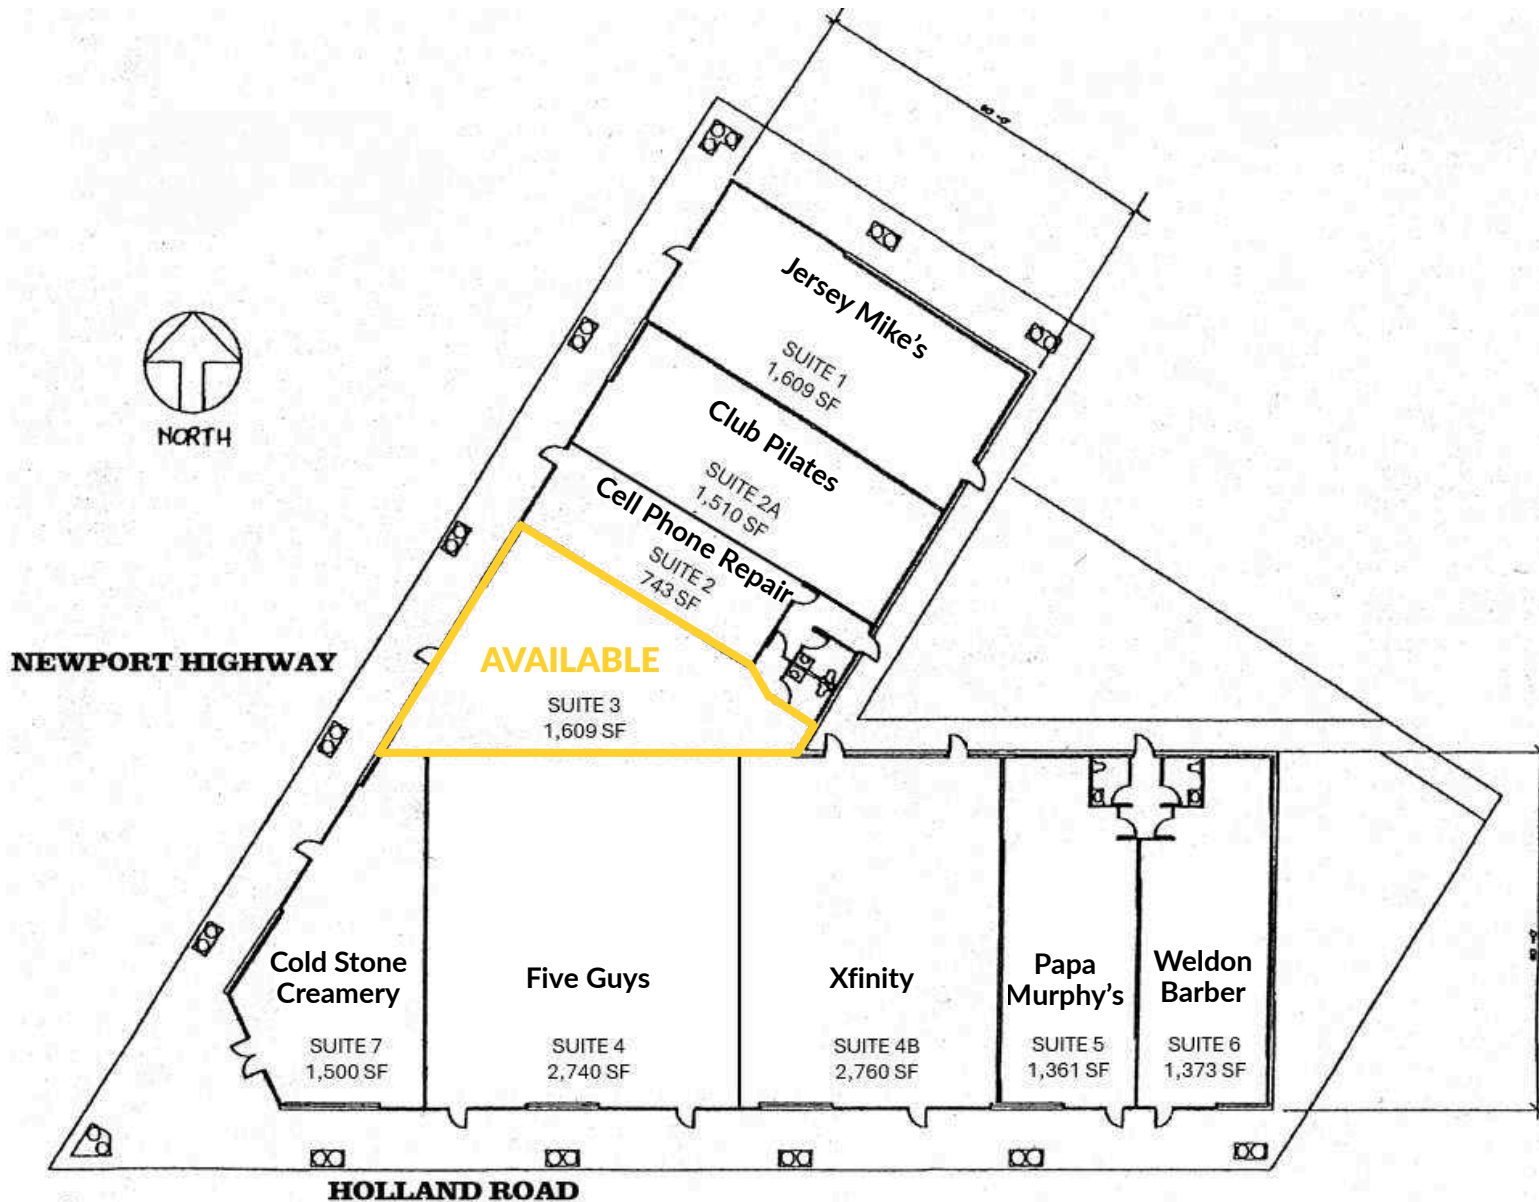 Jersey Mike's
SUITE 1
1,609 SF
Club Pilates
SUITE 2A
1,510 SF
Cell Phone Repair
SUITE 2
743 SF
NORTH
NEWPORT HIGHWAY
AVAILABLE
SUITE 3
1,609 SF
Cold Stone
Creamery
SUITE 7
1,500 SF
Five Guys
SUITE 4
2,740 SF
Xfinity
SUITE 4B
2,760 SF
Papa
Murphy's
SUITE 5
1,361 SF
Weldon
Barber
SUITE 6
1,373 SF
HOLLAND ROAD